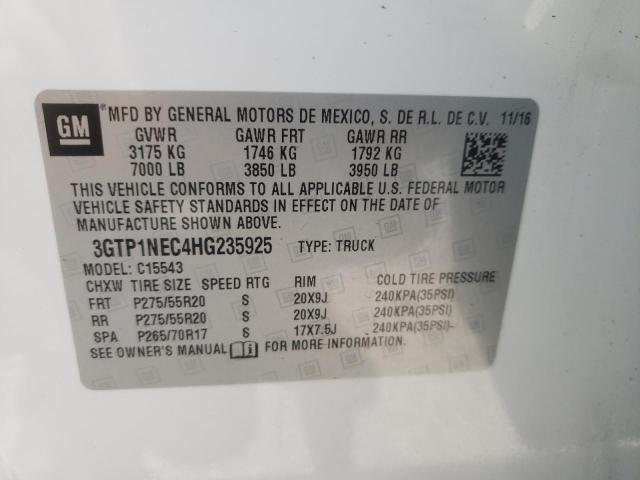 GM
MFD BY GENERAL MOTORS DE MEXICO, S. DE R.L. DE C.V. 11/16
GVWR GAWR FRT GAWR RR
3175 KG 1746 KG 1792 KG
7000 LB 3850 LB 3950 LB
THIS VEHICLE CONFORMS TO ALL APPLICABLE U.S. FEDERAL MOTOR
VEHICLE SAFETY STANDARDS IN EFFECT ON THE DATE OF
MANUFACTURE SHOWN ABOVE.
3GTP1NEC4HG235925 TYPE: TRUCK
MODEL: C15543
CHXW TIRE SIZE SPEED RTG RIM COLD TIRE PRESSURE
FRT P275/55R20 S 20X9J 240KPA(35PSI)
RR P275/55R20 S 20X9J 240KPA(35PSI)
SPA P265/70R17 S 17X7.5J 240KPA(35PSI)
SEE OWNER'S MANUAL FOR MORE INFORMATION.